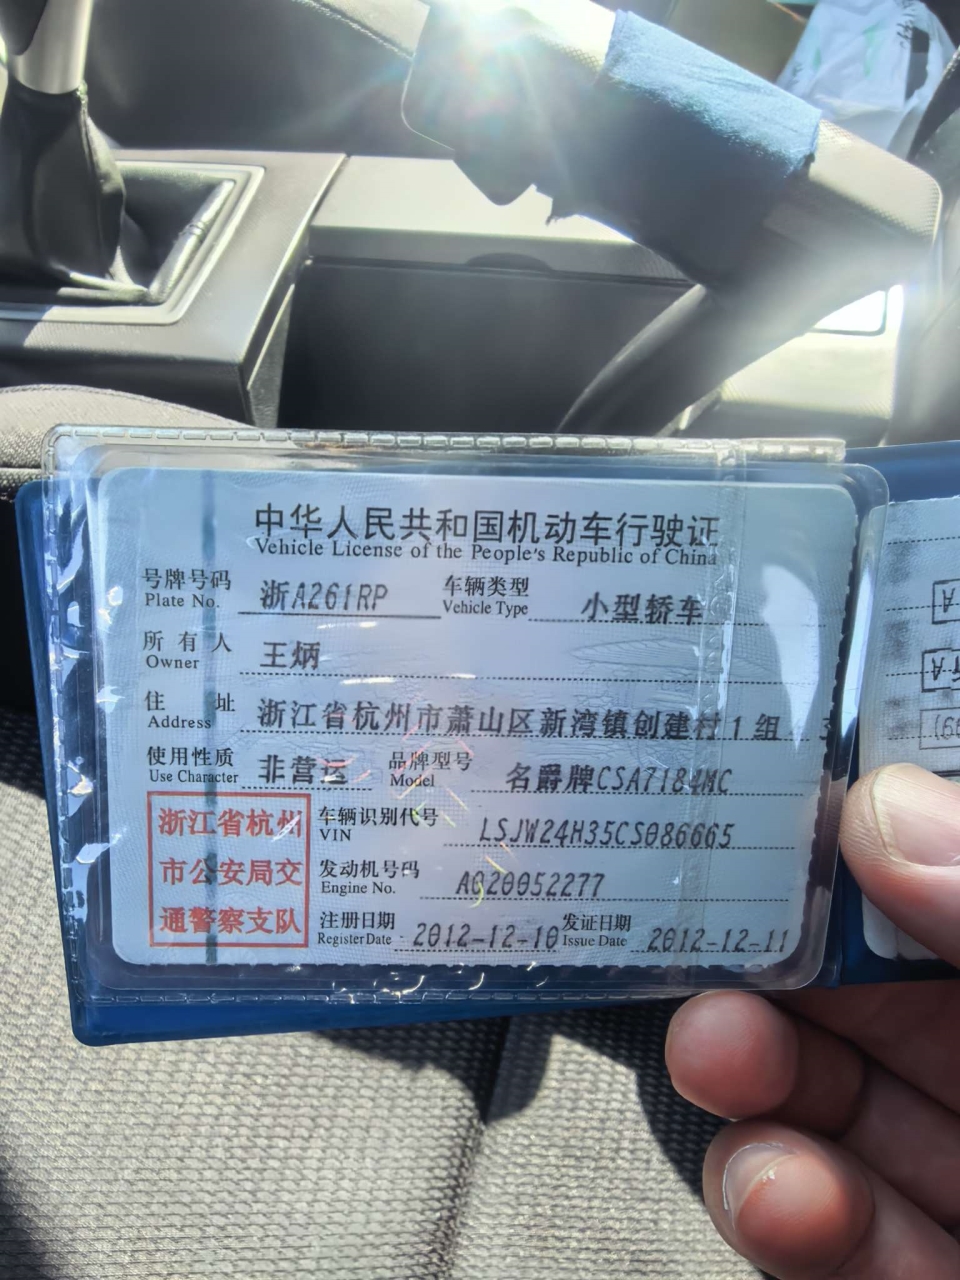 中华人民共和国机动车行驶证
Vehicle License of the People's Republic of China
号牌号码 浙A261RP 车辆类型 小型轿车
Plate No. Vehicle Type
所有人 王炳
Owner
住址 浙江省杭州市萧山区新湾镇创建村1组
Address
使用性质 非营运 品牌型号 名爵牌CSA7184MC
Use Character Model
浙江省杭州
市公安局交
通警察支队
车辆识别代号 LSJW24H35CS086665
VIN
发动机号码 A020052277
Engine No.
注册日期 2012-12-10 发证日期 2012-12-11
Register Date Issue Date